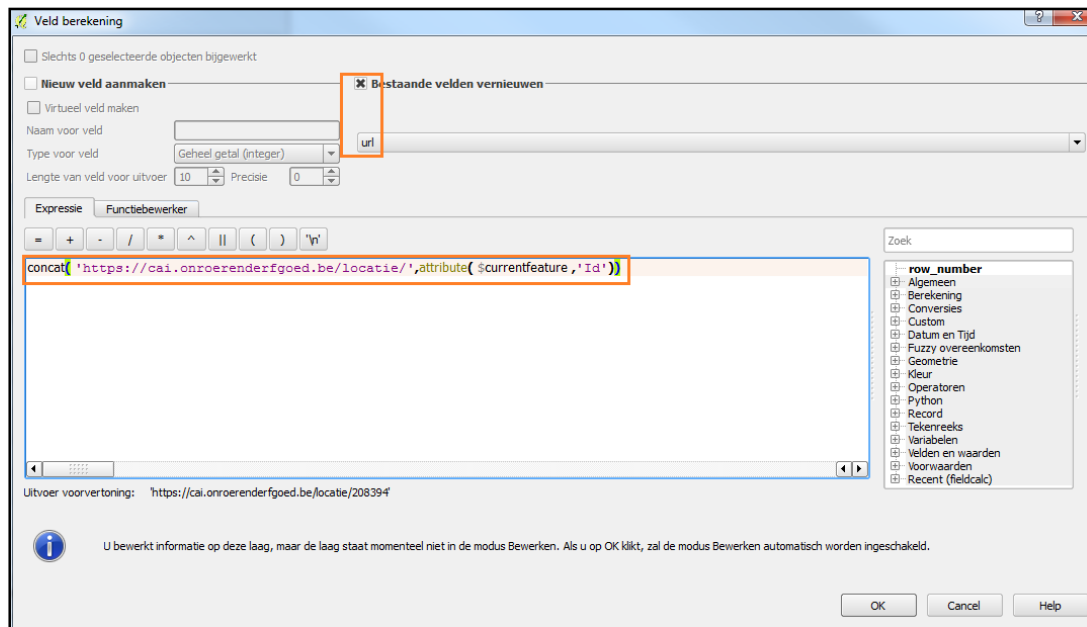 Veld berekening
Slechts 0 geselecteerde objecten bijgewerkt
Nieuw veld aanmaken
Bestaande velden vernieuwen
Virtueel veld maken
Naam voor veld
url
Type voor veld Geheel getal (integer)
Lengte van veld voor uitvoer 10 Precisie 0
Expressie Functiebewerker
= + - / * ^ || ( ) '\n'
Zoek
concat( 'https://cai.onroerenderfgoed.be/locatie/',attribute( $currentfeature ,'Id'))
row_number
Algemeen
Berekening
Conversies
Custom
Datum en Tijd
Fuzzy overeenkomsten
Geometrie
Kleur
Operatoren
Python
Record
Tekenreeks
Variabelen
Velden en waarden
Voorwaarden
Recent (fieldcalc)
Uitvoer voorvertoning: 'https://cai.onroerenderfgoed.be/locatie/208394'
U bewerkt informatie op deze laag, maar de laag staat momenteel niet in de modus Bewerken. Als u op OK klikt, zal de modus Bewerken automatisch worden ingeschakeld.
OK Cancel Help